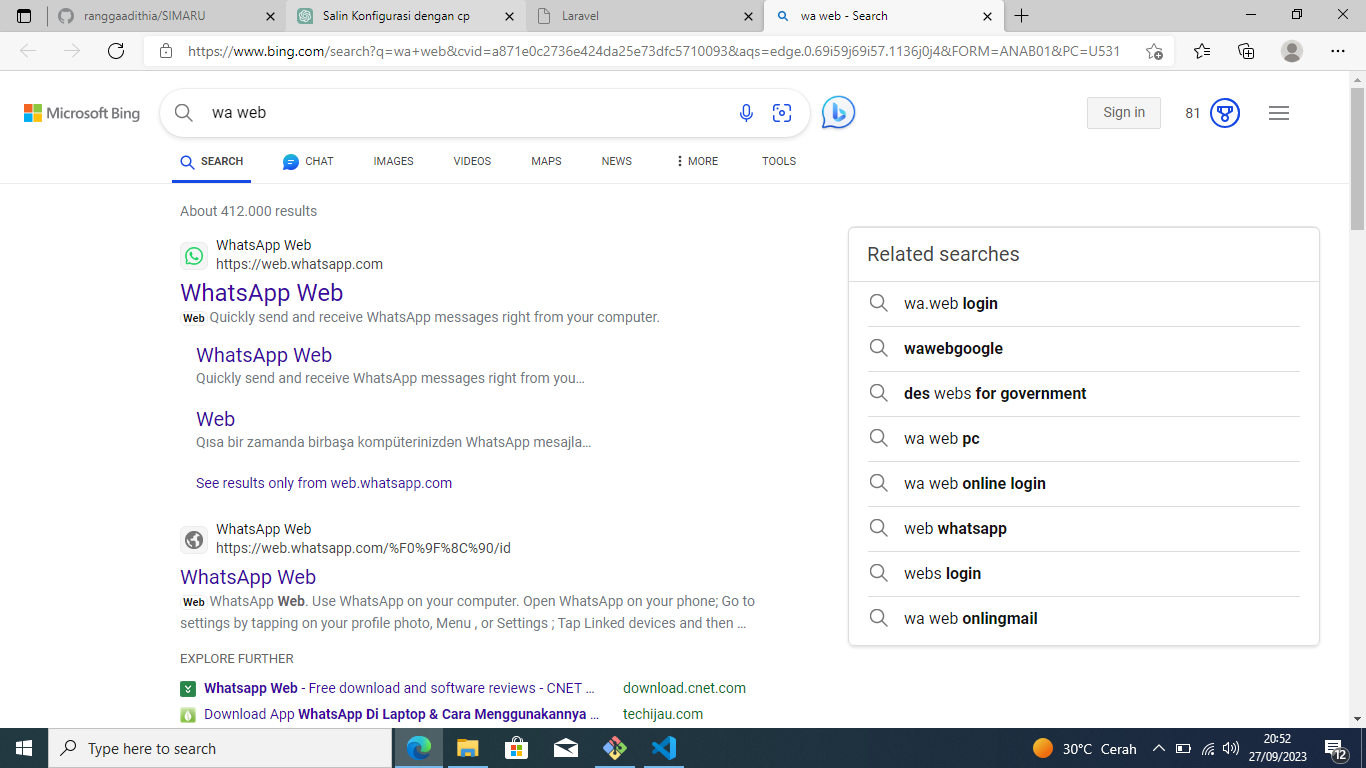 ranggaadithia/SIMARU
Salin Konfigurasi dengan cp
Laravel
wa web - Search
https://www.bing.com/search?q=wa+web&cvid=a871e0c2736e424da25e73dfc5710093&aqs=edge.0.69i59j69i57.1136j0j4&FORM=ANAB01&PC=U531
Microsoft Bing
wa web
Sign in
81
SEARCH
CHAT
IMAGES
VIDEOS
MAPS
NEWS
MORE
TOOLS
About 412.000 results
WhatsApp Web
https://web.whatsapp.com
WhatsApp Web
Web Quickly send and receive WhatsApp messages right from your computer.
WhatsApp Web
Quickly send and receive WhatsApp messages right from you…
Web
Qısa bir zamanda birbaşa kompüterinizdən WhatsApp mesajla…
See results only from web.whatsapp.com
WhatsApp Web
https://web.whatsapp.com/%F0%9F%8C%90/id
WhatsApp Web
Web WhatsApp Web. Use WhatsApp on your computer. Open WhatsApp on your phone; Go to
settings by tapping on your profile photo, Menu , or Settings ; Tap Linked devices and then …
EXPLORE FURTHER
Whatsapp Web - Free download and software reviews - CNET … download.cnet.com
Download App WhatsApp Di Laptop & Cara Menggunakannya … techijau.com
Related searches
wa.web login
wawebgoogle
des webs for government
wa web pc
wa web online login
web whatsapp
webs login
wa web onlingmail
Type here to search
30°C Cerah
20:52
27/09/2023
12